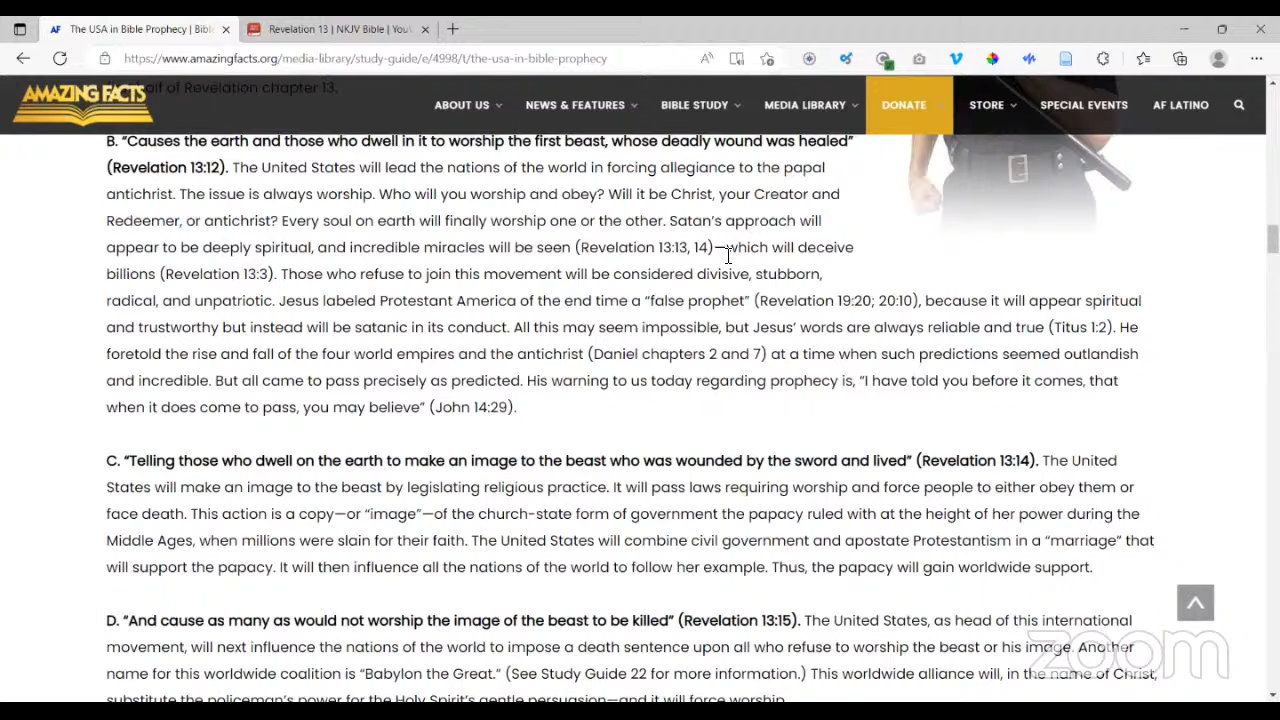 The USA in Bible Prophecy | Bibl
Revelation 13 | NKJV Bible | You
https://www.amazingfacts.org/media-library/study-guide/e/4998/t/the-usa-in-bible-prophecy
of Revelation chapter 13.
AMAZING FACTS
ABOUT US
NEWS & FEATURES
BIBLE STUDY
MEDIA LIBRARY
DONATE
STORE
SPECIAL EVENTS
AF LATINO
B. “Causes the earth and those who dwell in it to worship the first beast, whose deadly wound was healed”
(Revelation 13:12). The United States will lead the nations of the world in forcing allegiance to the papal
antichrist. The issue is always worship. Who will you worship and obey? Will it be Christ, your Creator and
Redeemer, or antichrist? Every soul on earth will finally worship one or the other. Satan’s approach will
appear to be deeply spiritual, and incredible miracles will be seen (Revelation 13:13, 14)—which will deceive
billions (Revelation 13:3). Those who refuse to join this movement will be considered divisive, stubborn,
radical, and unpatriotic. Jesus labeled Protestant America of the end time a “false prophet” (Revelation 19:20; 20:10), because it will appear spiritual
and trustworthy but instead will be satanic in its conduct. All this may seem impossible, but Jesus’ words are always reliable and true (Titus 1:2). He
foretold the rise and fall of the four world empires and the antichrist (Daniel chapters 2 and 7) at a time when such predictions seemed outlandish
and incredible. But all came to pass precisely as predicted. His warning to us today regarding prophecy is, “I have told you before it comes, that
when it does come to pass, you may believe” (John 14:29).
C. “Telling those who dwell on the earth to make an image to the beast who was wounded by the sword and lived” (Revelation 13:14). The United
States will make an image to the beast by legislating religious practice. It will pass laws requiring worship and force people to either obey them or
face death. This action is a copy—or “image”—of the church-state form of government the papacy ruled with at the height of her power during the
Middle Ages, when millions were slain for their faith. The United States will combine civil government and apostate Protestantism in a “marriage” that
will support the papacy. It will then influence all the nations of the world to follow her example. Thus, the papacy will gain worldwide support.
D. “And cause as many as would not worship the image of the beast to be killed” (Revelation 13:15). The United States, as head of this international
movement, will next influence the nations of the world to impose a death sentence upon all who refuse to worship the beast or his image. Another
name for this worldwide coalition is “Babylon the Great.” (See Study Guide 22 for more information.) This worldwide alliance will, in the name of Christ,
substitute the policeman’s power for the Holy Spirit’s gentle persuasion—and it will force worship.
zoom